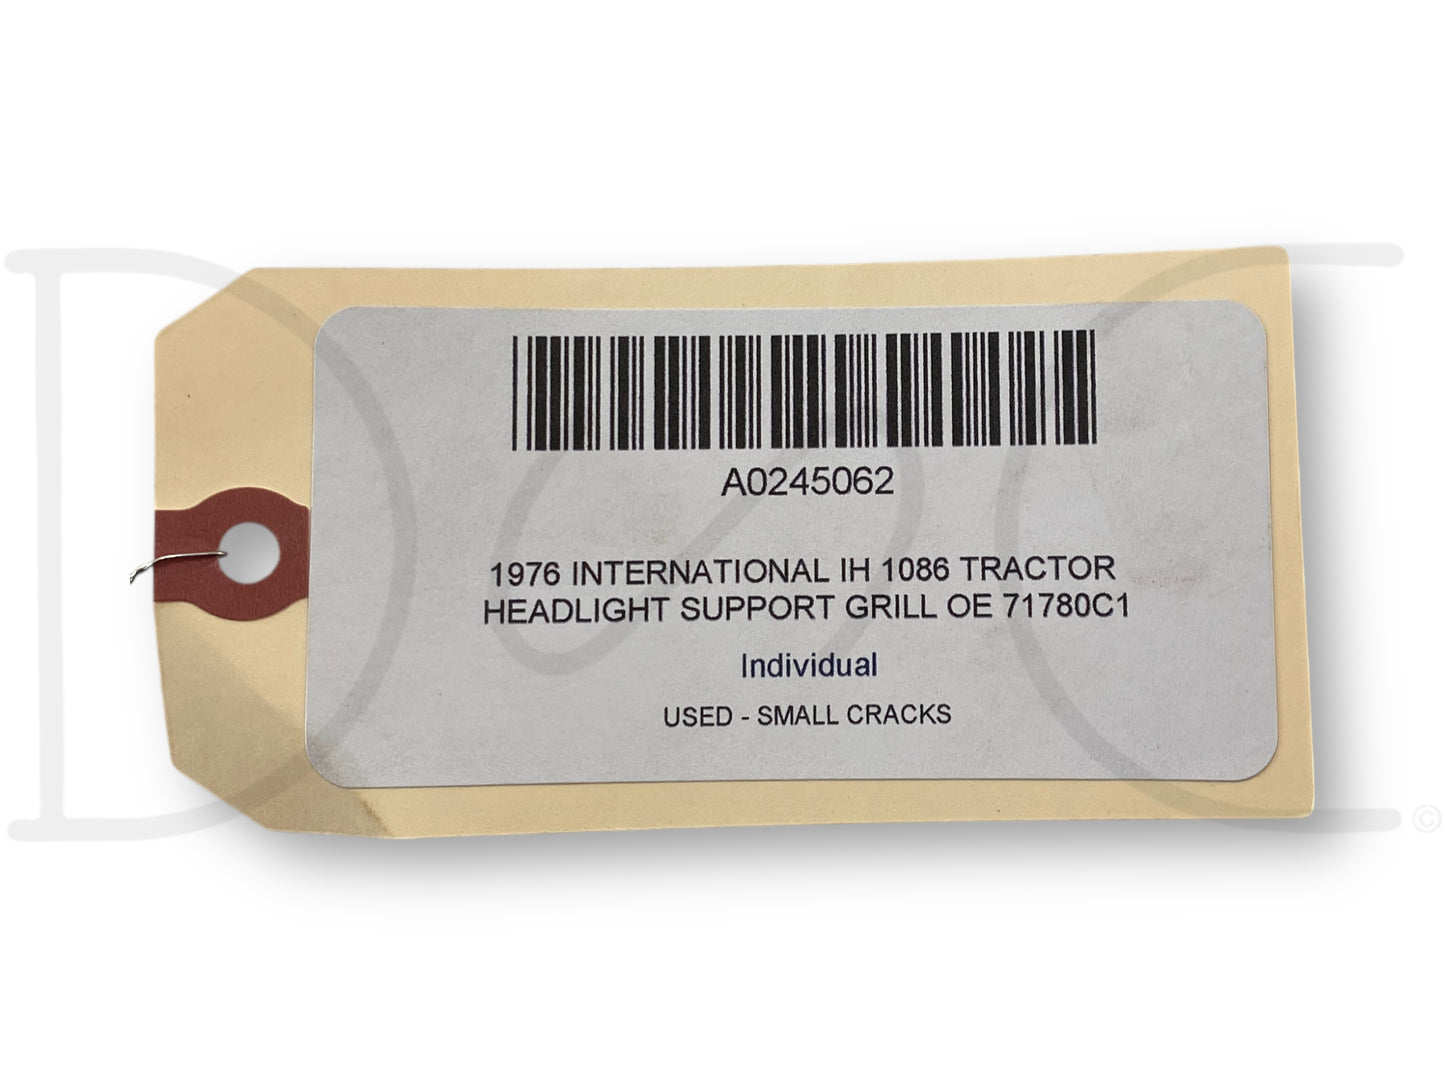 A0245062
1976 INTERNATIONAL IH 1086 TRACTOR
HEADLIGHT SUPPORT GRILL OE 71780C1
Individual
USED - SMALL CRACKS
D&C
©